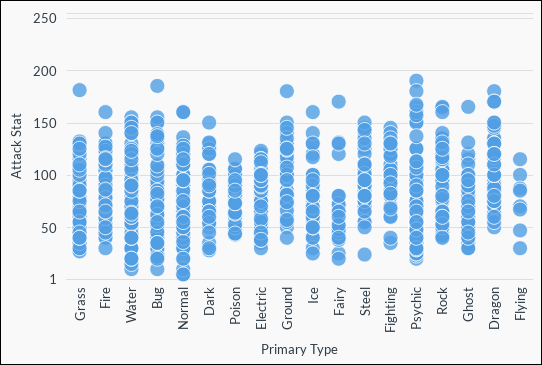 250
200
150
100
50
1
Attack Stat
Grass
Fire
Water
Bug
Normal
Dark
Poison
Electric
Ground
Ice
Fairy
Steel
Fighting
Psychic
Rock
Ghost
Dragon
Flying
Primary Type